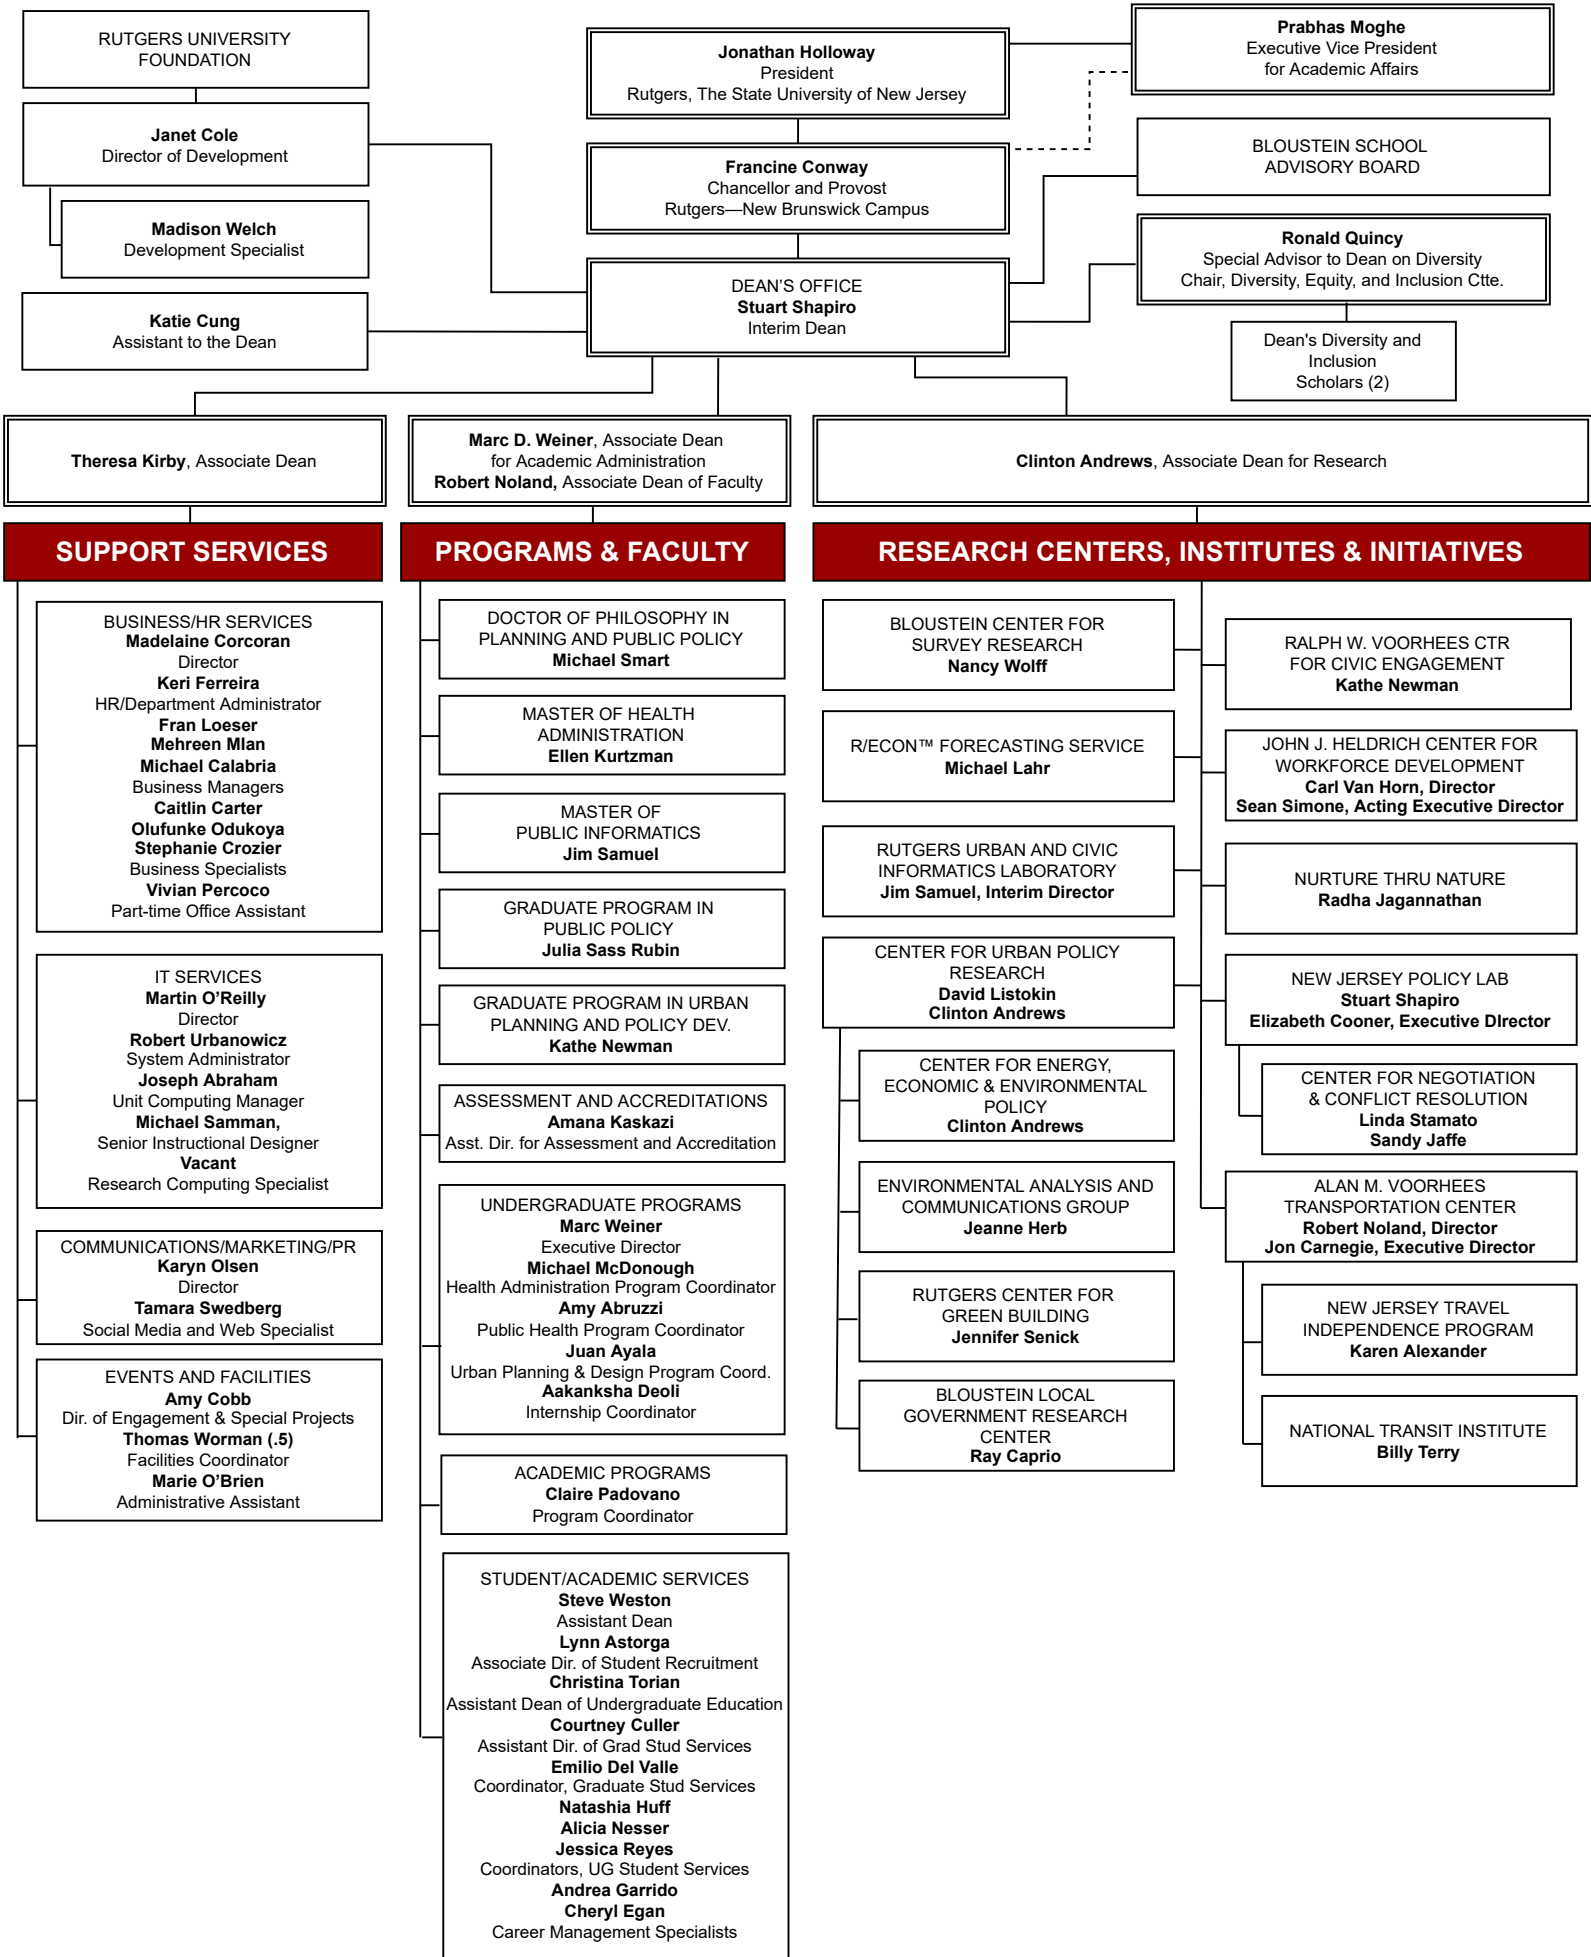 RUTGERS UNIVERSITY
FOUNDATION
Janet Cole
Director of Development
Madison Welch
Development Specialist
Katie Cung
Assistant to the Dean
Jonathan Holloway
President
Rutgers, The State University of New Jersey
Francine Conway
Chancellor and Provost
Rutgers—New Brunswick Campus
DEAN’S OFFICE
Stuart Shapiro
Interim Dean
Prabhas Moghe
Executive Vice President
for Academic Affairs
BLOUSTEIN SCHOOL
ADVISORY BOARD
Ronald Quincy
Special Advisor to Dean on Diversity
Chair, Diversity, Equity, and Inclusion Ctte.
Dean's Diversity and
Inclusion
Scholars (2)
Theresa Kirby, Associate Dean
Marc D. Weiner, Associate Dean
for Academic Administration
Robert Noland, Associate Dean of Faculty
Clinton Andrews, Associate Dean for Research
SUPPORT SERVICES
BUSINESS/HR SERVICES
Madelaine Corcoran
Director
Keri Ferreira
HR/Department Administrator
Fran Loeser
Mehreen MIan
Michael Calabria
Business Managers
Caitlin Carter
Olufunke Odukoya
Stephanie Crozier
Business Specialists
Vivian Percoco
Part-time Office Assistant
IT SERVICES
Martin O’Reilly
Director
Robert Urbanowicz
System Administrator
Joseph Abraham
Unit Computing Manager
Michael Samman,
Senior Instructional Designer
Vacant
Research Computing Specialist
COMMUNICATIONS/MARKETING/PR
Karyn Olsen
Director
Tamara Swedberg
Social Media and Web Specialist
EVENTS AND FACILITIES
Amy Cobb
Dir. of Engagement & Special Projects
Thomas Worman (.5)
Facilities Coordinator
Marie O’Brien
Administrative Assistant
PROGRAMS & FACULTY
DOCTOR OF PHILOSOPHY IN
PLANNING AND PUBLIC POLICY
Michael Smart
MASTER OF HEALTH
ADMINISTRATION
Ellen Kurtzman
MASTER OF
PUBLIC INFORMATICS
Jim Samuel
GRADUATE PROGRAM IN
PUBLIC POLICY
Julia Sass Rubin
GRADUATE PROGRAM IN URBAN
PLANNING AND POLICY DEV.
Kathe Newman
ASSESSMENT AND ACCREDITATIONS
Amana Kaskazi
Asst. Dir. for Assessment and Accreditation
UNDERGRADUATE PROGRAMS
Marc Weiner
Executive Director
Michael McDonough
Health Administration Program Coordinator
Amy Abruzzi
Public Health Program Coordinator
Juan Ayala
Urban Planning & Design Program Coord.
Aakanksha Deoli
Internship Coordinator
ACADEMIC PROGRAMS
Claire Padovano
Program Coordinator
STUDENT/ACADEMIC SERVICES
Steve Weston
Assistant Dean
Lynn Astorga
Associate Dir. of Student Recruitment
Christina Torian
Assistant Dean of Undergraduate Education
Courtney Culler
Assistant Dir. of Grad Stud Services
Emilio Del Valle
Coordinator, Graduate Stud Services
Natashia Huff
Alicia Nesser
Jessica Reyes
Coordinators, UG Student Services
Andrea Garrido
Cheryl Egan
Career Management Specialists
RESEARCH CENTERS, INSTITUTES & INITIATIVES
BLOUSTEIN CENTER FOR
SURVEY RESEARCH
Nancy Wolff
R/ECON™ FORECASTING SERVICE
Michael Lahr
RUTGERS URBAN AND CIVIC
INFORMATICS LABORATORY
Jim Samuel, Interim Director
CENTER FOR URBAN POLICY
RESEARCH
David Listokin
Clinton Andrews
CENTER FOR ENERGY,
ECONOMIC & ENVIRONMENTAL
POLICY
Clinton Andrews
ENVIRONMENTAL ANALYSIS AND
COMMUNICATIONS GROUP
Jeanne Herb
RUTGERS CENTER FOR
GREEN BUILDING
Jennifer Senick
BLOUSTEIN LOCAL
GOVERNMENT RESEARCH
CENTER
Ray Caprio
RALPH W. VOORHEES CTR
FOR CIVIC ENGAGEMENT
Kathe Newman
JOHN J. HELDRICH CENTER FOR
WORKFORCE DEVELOPMENT
Carl Van Horn, Director
Sean Simone, Acting Executive Director
NURTURE THRU NATURE
Radha Jagannathan
NEW JERSEY POLICY LAB
Stuart Shapiro
Elizabeth Cooner, Executive DIrector
CENTER FOR NEGOTIATION
& CONFLICT RESOLUTION
Linda Stamato
Sandy Jaffe
ALAN M. VOORHEES
TRANSPORTATION CENTER
Robert Noland, Director
Jon Carnegie, Executive Director
NEW JERSEY TRAVEL
INDEPENDENCE PROGRAM
Karen Alexander
NATIONAL TRANSIT INSTITUTE
Billy Terry